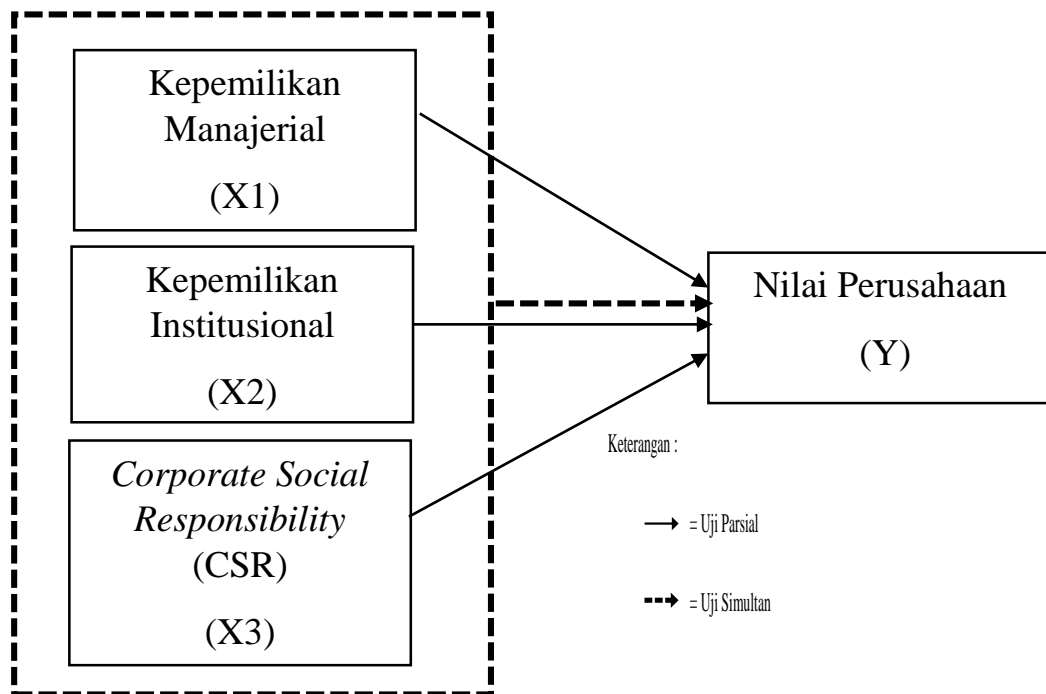 Kepemilikan
Manajerial
(X1)
Kepemilikan
Institusional
(X2)
Corporate Social
Responsibility
(CSR)
(X3)
Nilai Perusahaan
(Y)
Keterangan :
= Uji Parsial
= Uji Simultan